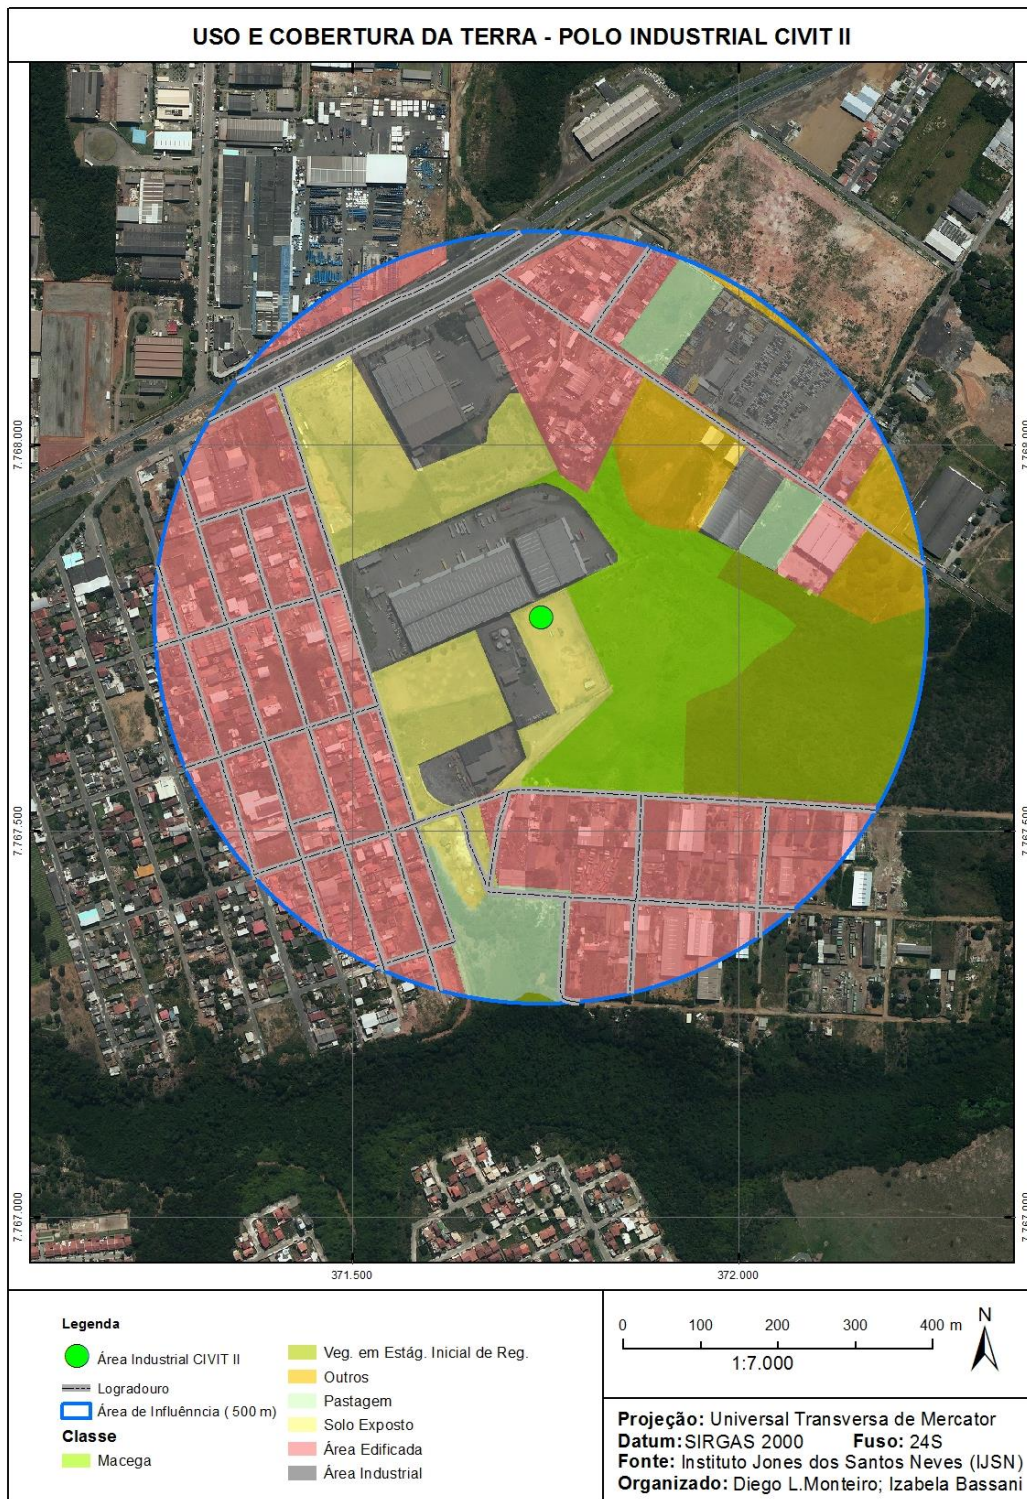 USO E COBERTURA DA TERRA - POLO INDUSTRIAL CIVIT II
7.768.000
7.768.000
7.767.500
7.767.500
7.767.000
7.767.000
371.500
372.000
Legenda
Área Industrial CIVIT II
Logradouro
Área de Influênncia ( 500 m)
Classe
Macega
Veg. em Estág. Inicial de Reg.
Outros
Pastagem
Solo Exposto
Área Edificada
Área Industrial
0 100 200 300 400 m
1:7.000
N
Projeção: Universal Transversa de Mercator
Datum: SIRGAS 2000 Fuso: 24S
Fonte: Instituto Jones dos Santos Neves (IJSN)
Organizado: Diego L.Monteiro; Izabela Bassani